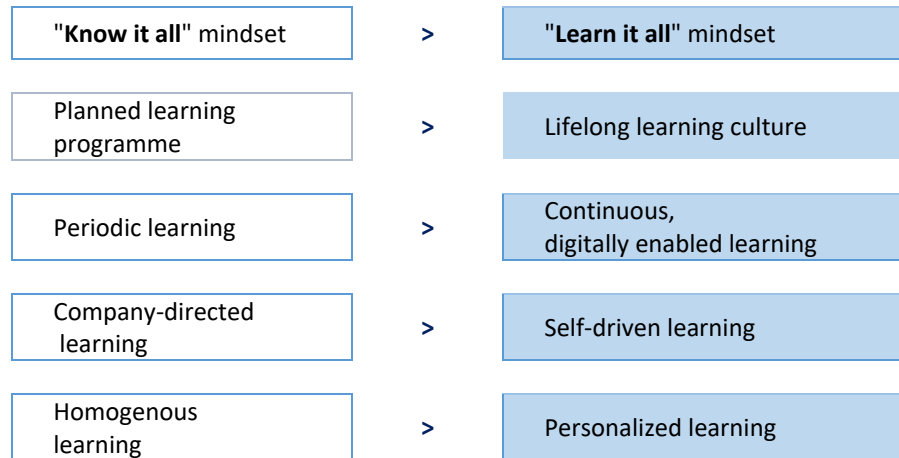 "Know it all" mindset > "Learn it all" mindset
Planned learning
programme > Lifelong learning culture
Periodic learning > Continuous,
digitally enabled learning
Company-directed
learning > Self-driven learning
Homogenous
learning > Personalized learning